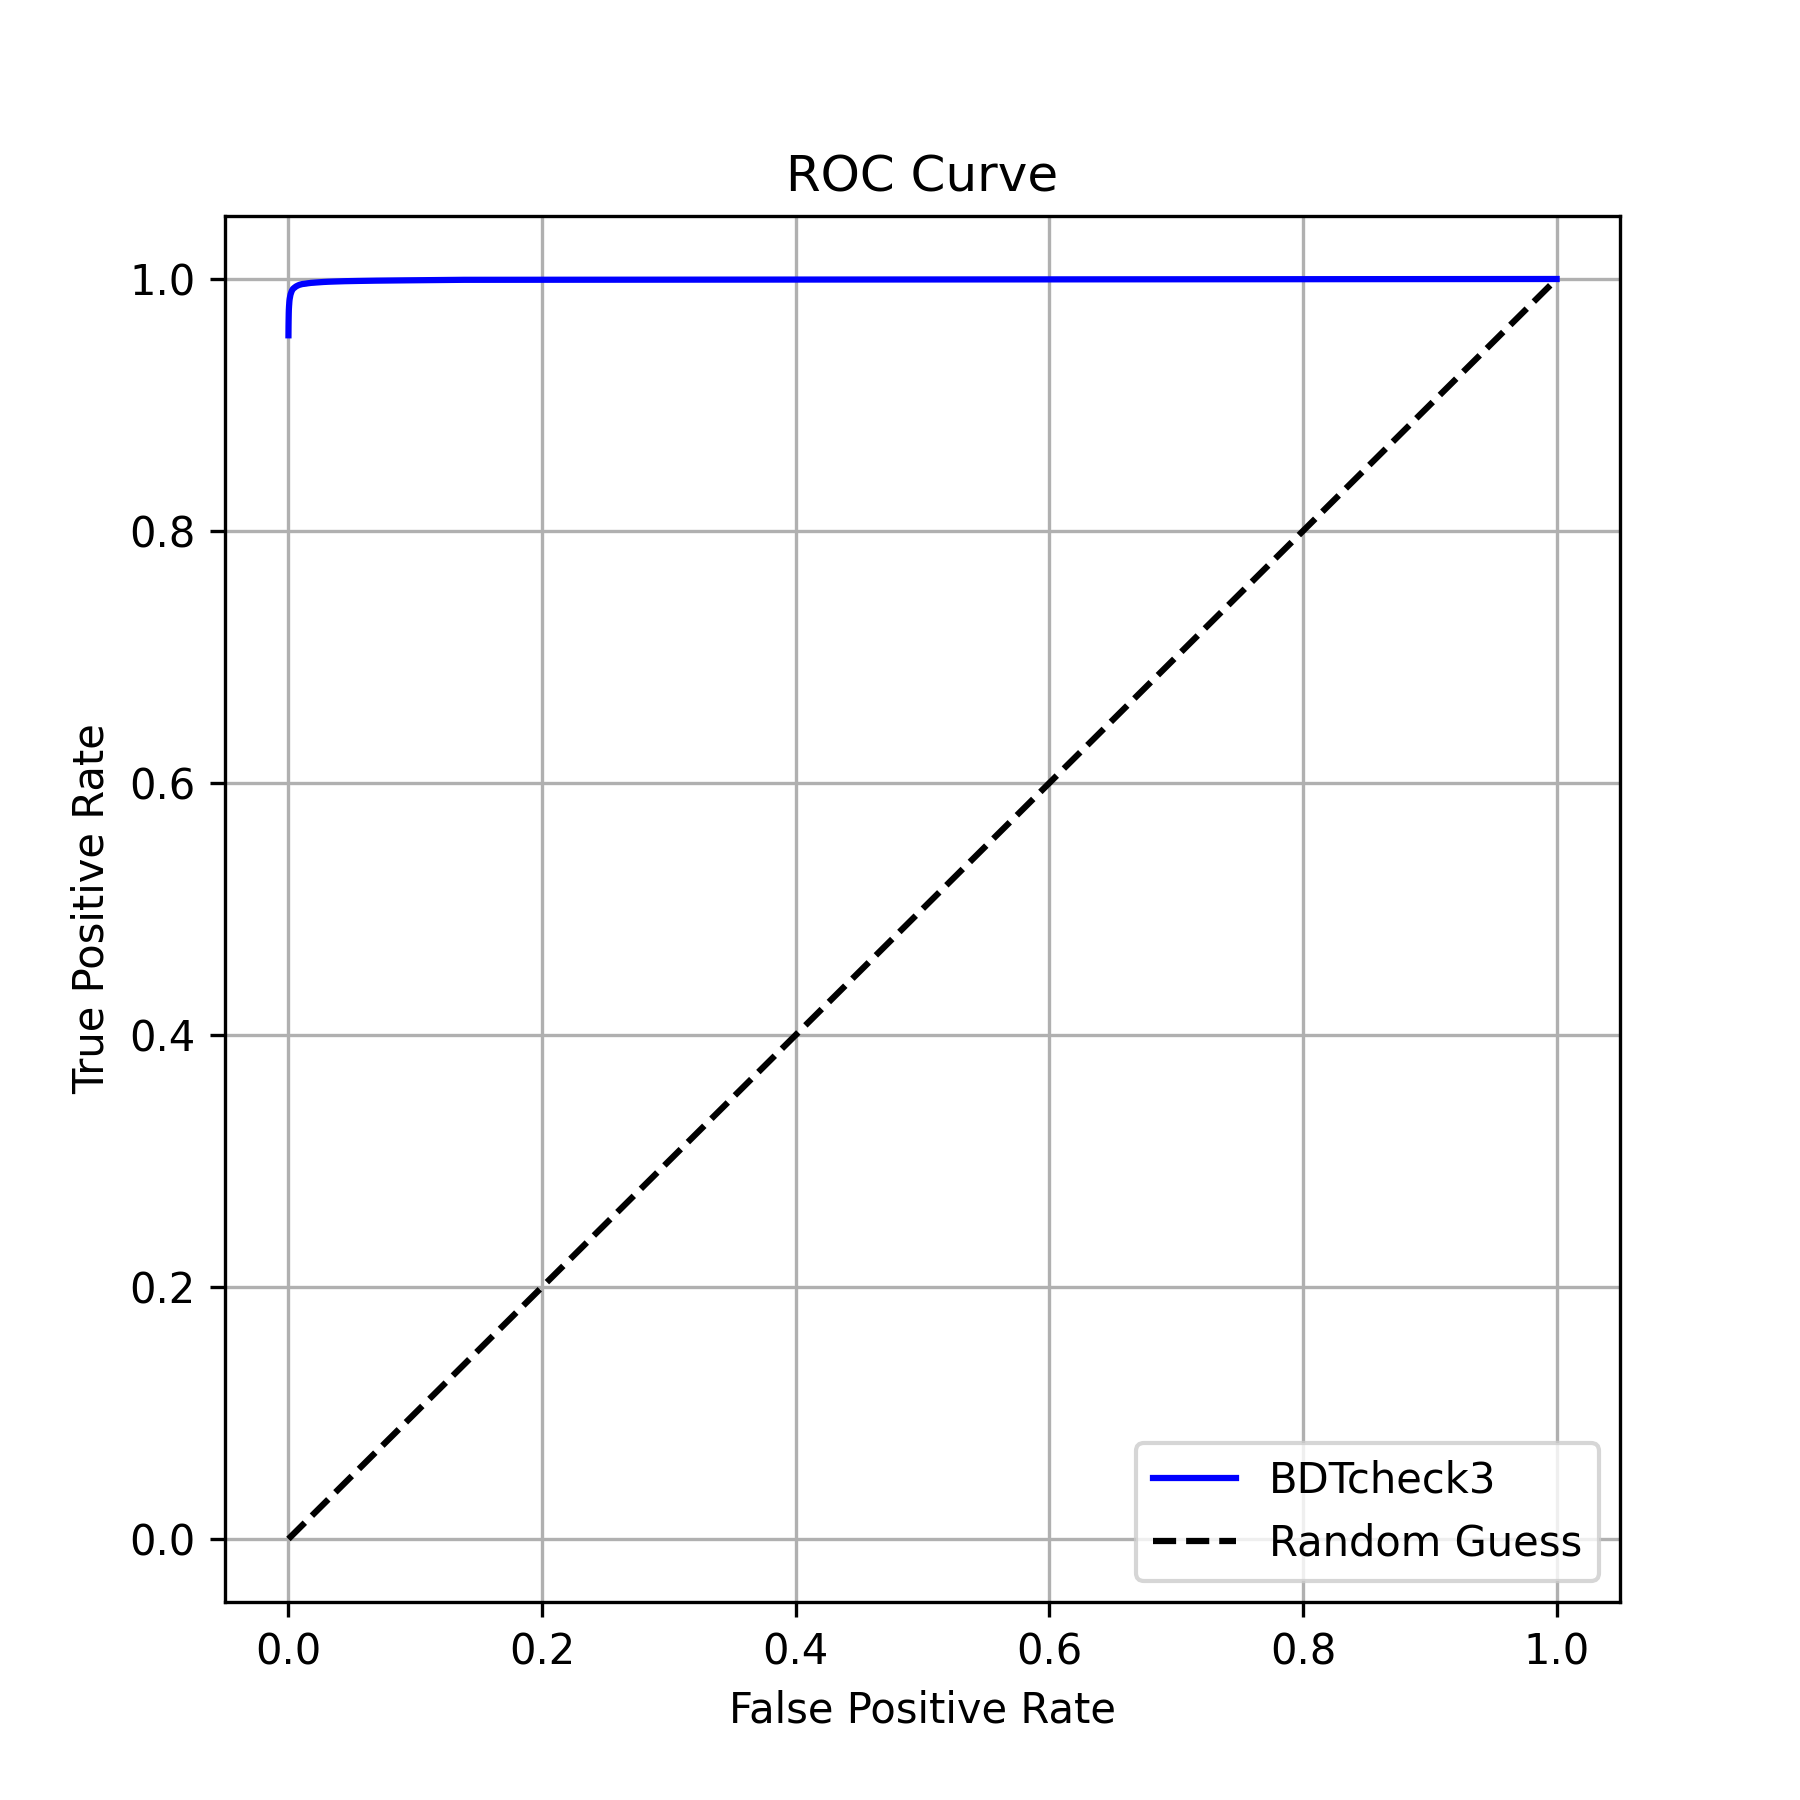 ROC Curve
1.0
0.8
0.6
0.4
0.2
0.0
True Positive Rate
0.0 0.2 0.4 0.6 0.8 1.0
False Positive Rate
BDTcheck3
Random Guess